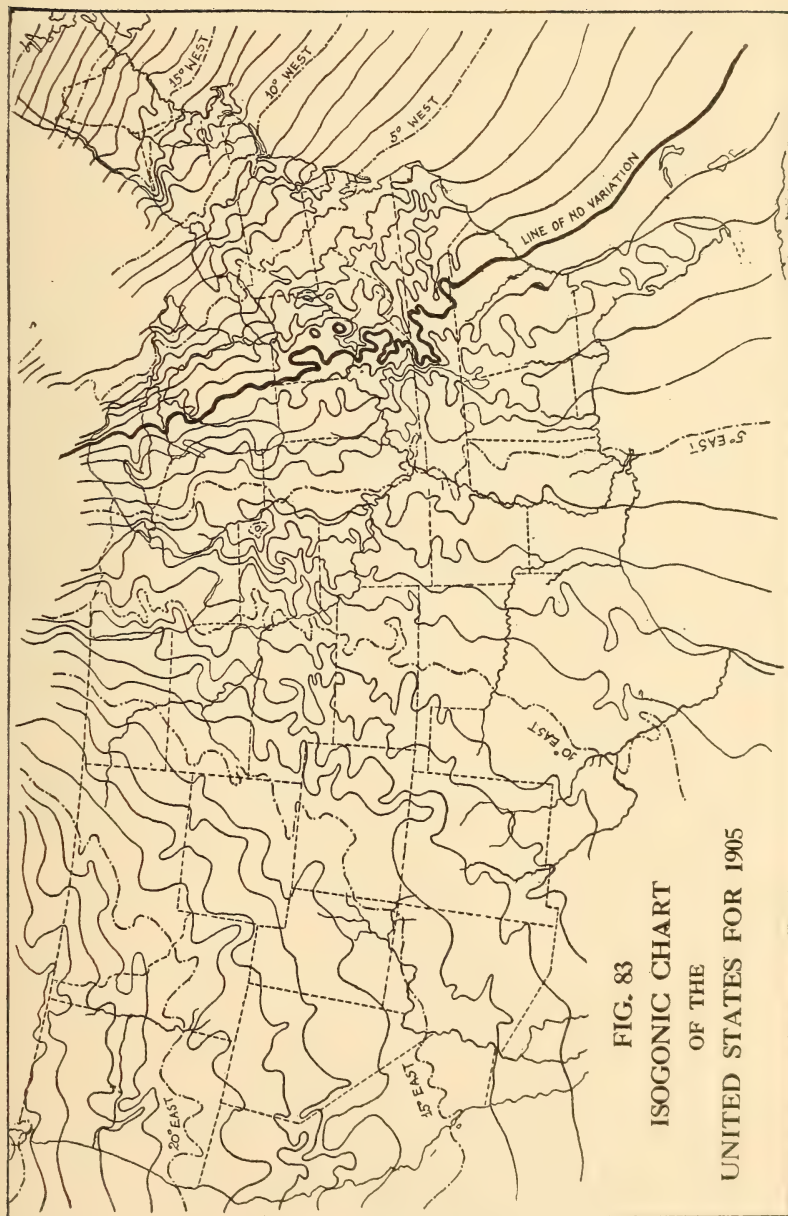 15° WEST
10° WEST
5° WEST
LINE OF NO VARIATION
5° EAST
10° EAST
15° EAST
20° EAST
FIG. 83
ISOGONIC CHART
OF THE
UNITED STATES FOR 1905